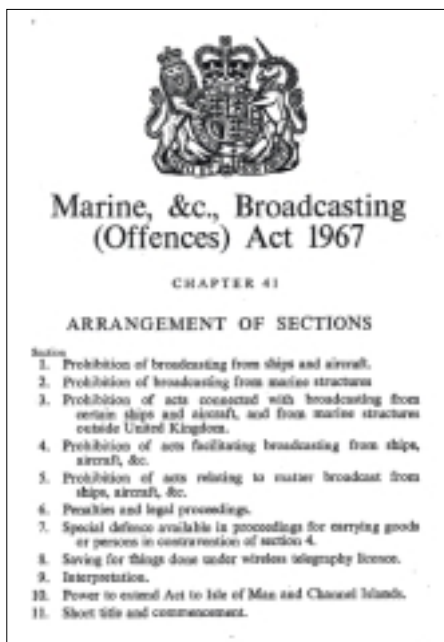 Marine, &c., Broadcasting
(Offences) Act 1967
CHAPTER 41
ARRANGEMENT OF SECTIONS
Section
1. Prohibition of broadcasting from ships and aircraft.
2. Prohibition of broadcasting from marine structures
3. Prohibition of acts connected with broadcasting from
certain ships and aircraft, and from marine structures
outside United Kingdom.
4. Prohibition of acts facilitating broadcasting from ships,
aircraft, &c.
5. Prohibition of acts relating to matter broadcast from
ships, aircraft, &c.
6. Penalties and legal proceedings.
7. Special defence available in proceedings for carrying goods
or persons in contravention of section 4.
8. Saving for things done under wireless telegraphy licence.
9. Interpretation.
10. Power to extend Act to Isle of Man and Channel Islands.
11. Short title and commencement.